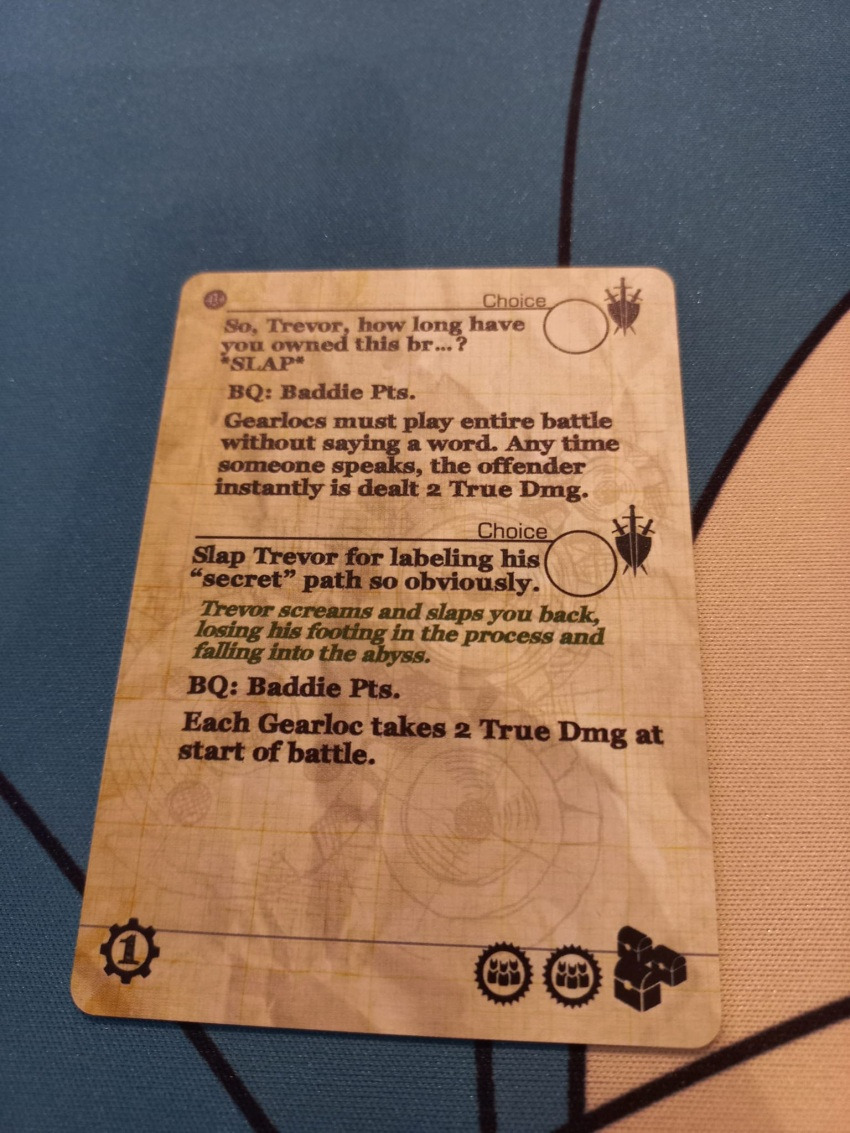 Choice
So, Trevor, how long have
you owned this br...?
*SLAP*
BQ: Baddie Pts.
Gearlocs must play entire battle
without saying a word. Any time
someone speaks, the offender
instantly is dealt 2 True Dmg.
Choice
Slap Trevor for labeling his
“secret” path so obviously.
Trevor screams and slaps you back,
losing his footing in the process and
falling into the abyss.
BQ: Baddie Pts.
Each Gearloc takes 2 True Dmg at
start of battle.
1